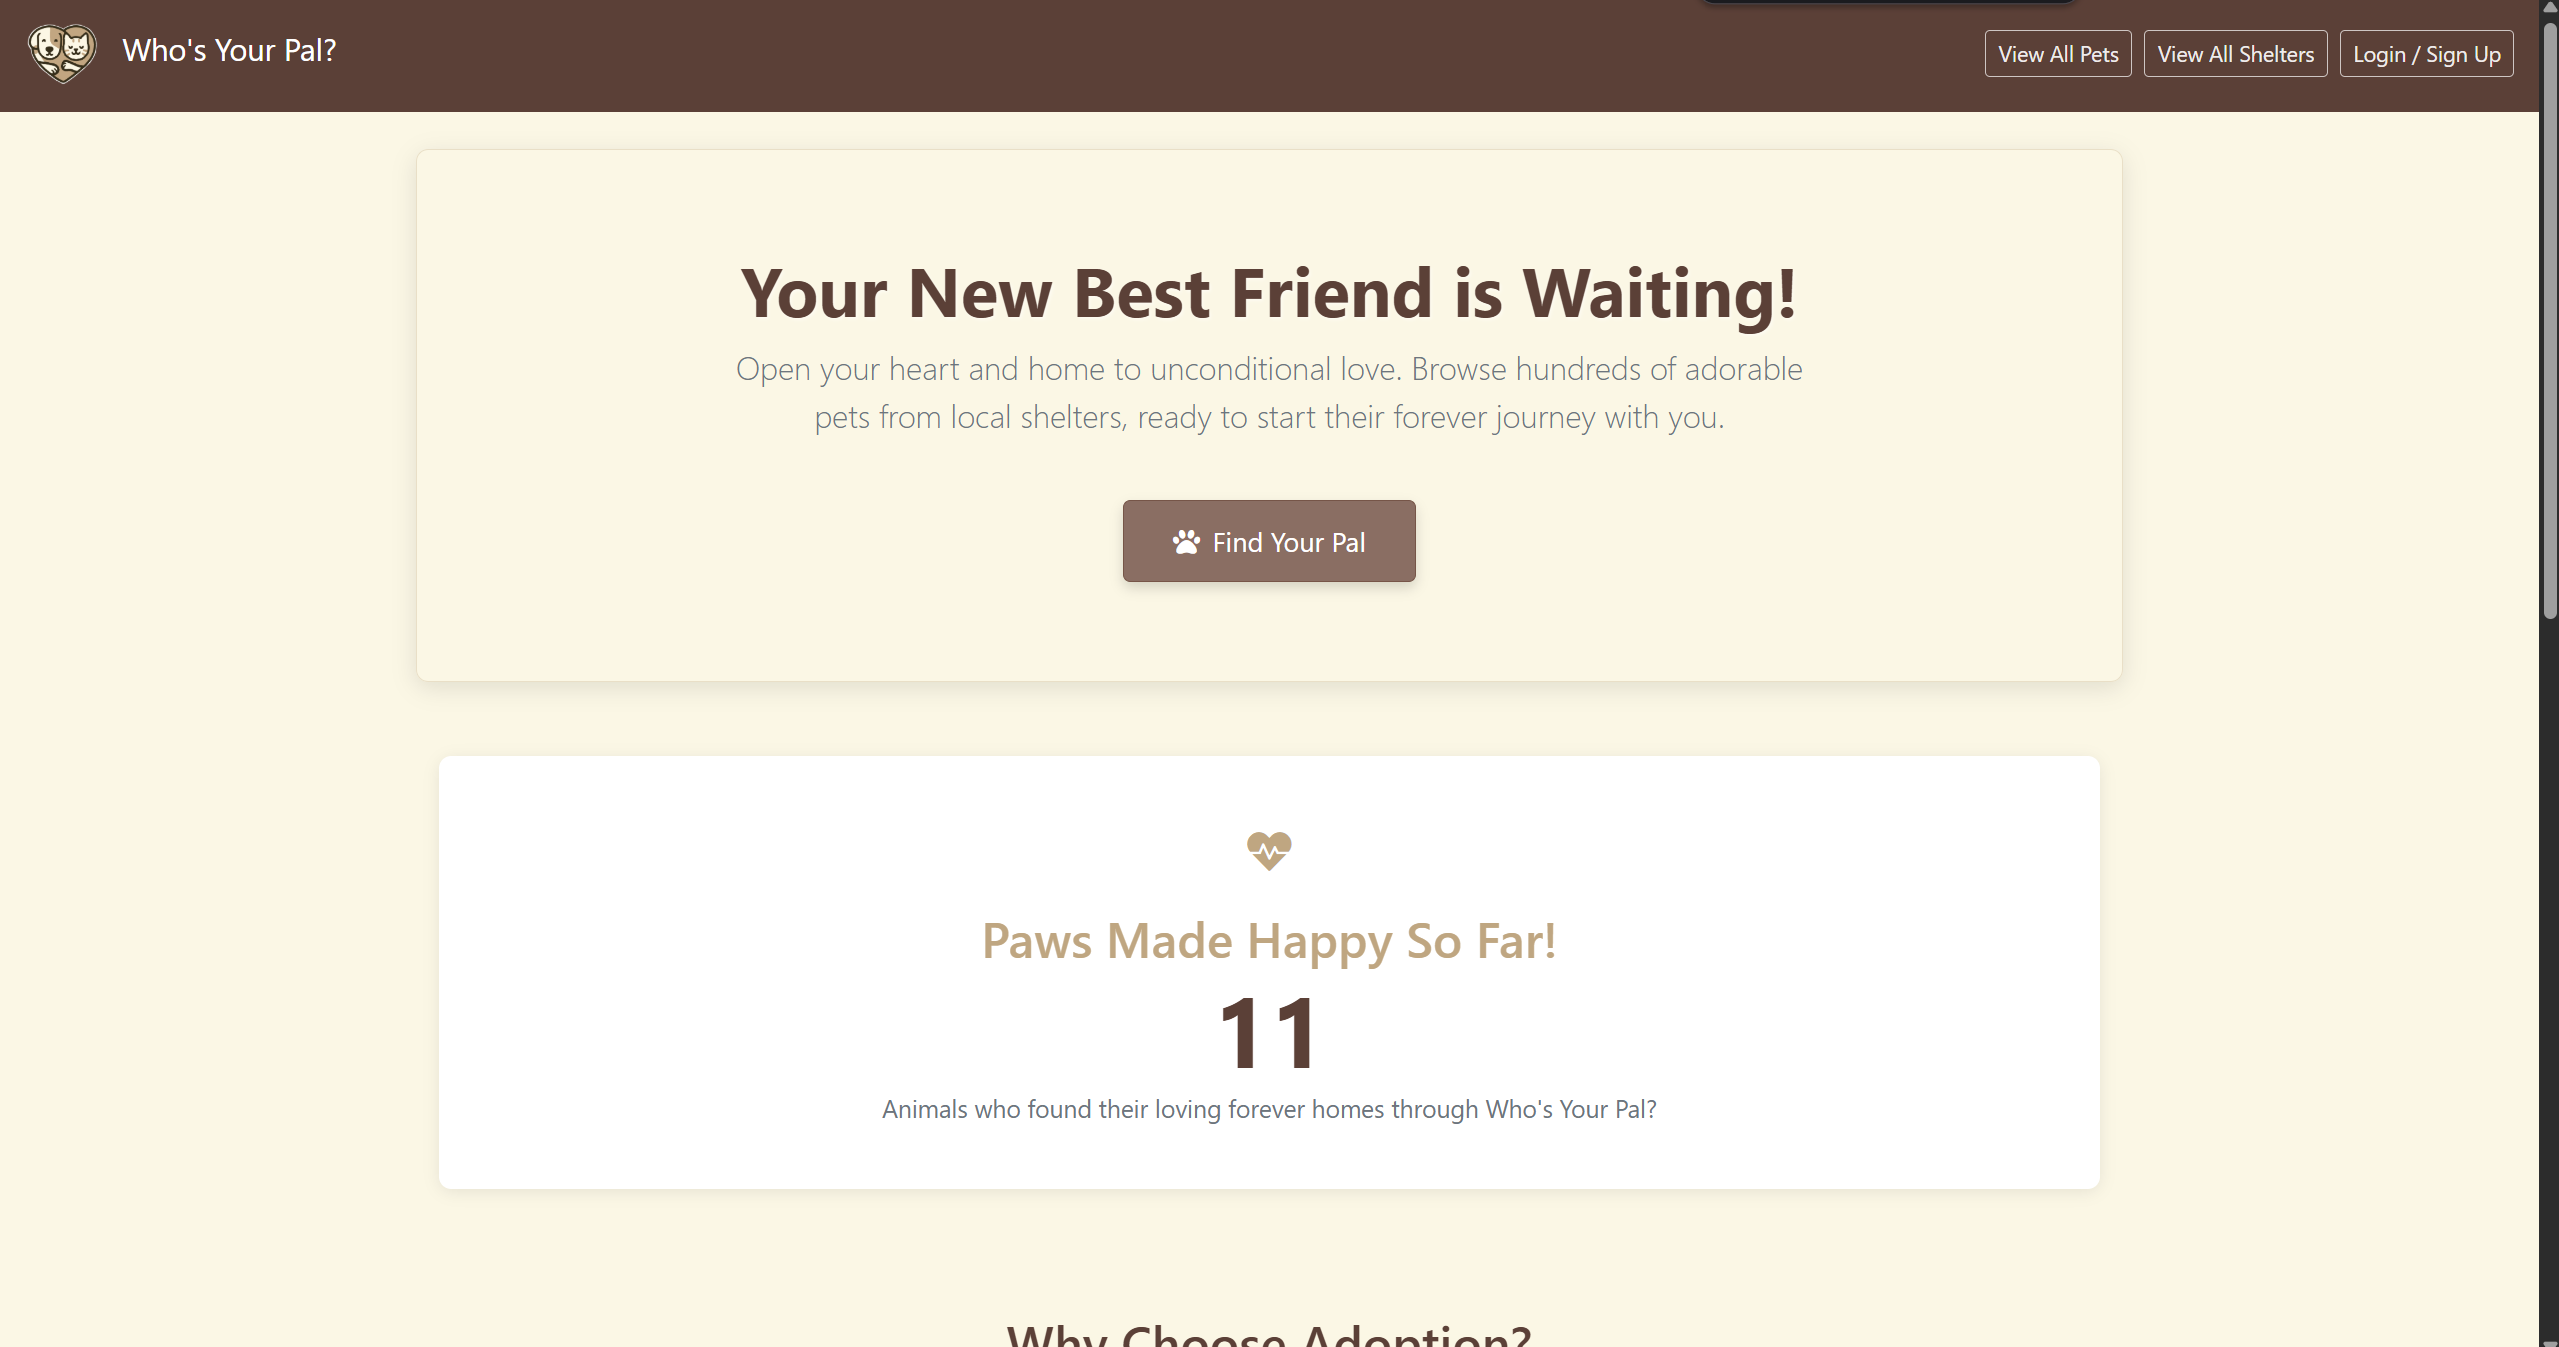 Who's Your Pal?
View All Pets
View All Shelters
Login / Sign Up
Your New Best Friend is Waiting!
Open your heart and home to unconditional love. Browse hundreds of adorable
pets from local shelters, ready to start their forever journey with you.
Find Your Pal
Paws Made Happy So Far!
11
Animals who found their loving forever homes through Who's Your Pal?
Why Choose Adoption?